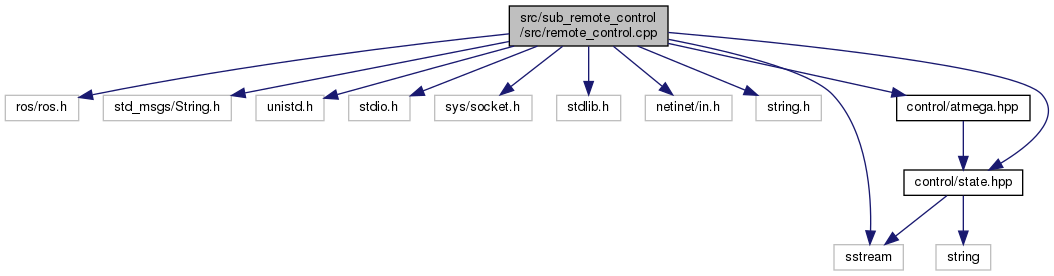 src/sub_remote_control
/src/remote_control.cpp
ros/ros.h
std_msgs/String.h
unistd.h
stdio.h
sys/socket.h
stdlib.h
netinet/in.h
string.h
control/atmega.hpp
control/state.hpp
sstream
string